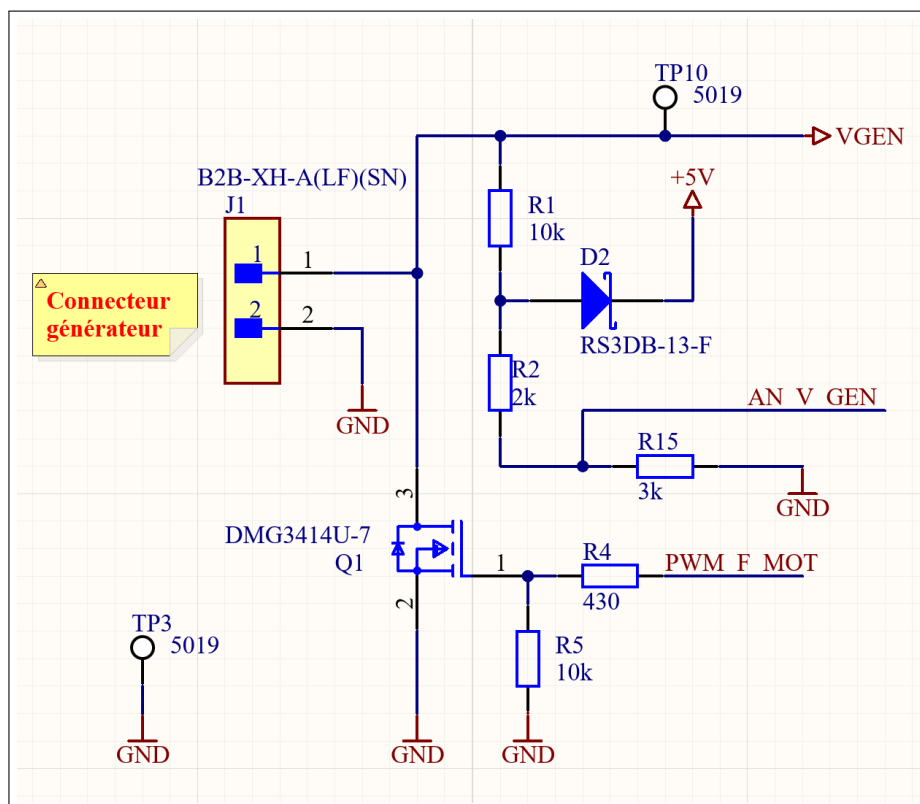 TP10
5019
VGEN
B2B-XH-A(LF)(SN)
J1
+5V
R1
10k
1
1
D2
Connecteur
générateur
2
2
RS3DB-13-F
R2
2k
AN_V_GEN
GND
R15
3k
3
GND
DMG3414U-7
Q1
1
R4
PWM_F_MOT
430
2
TP3
5019
R5
10k
GND
GND
GND